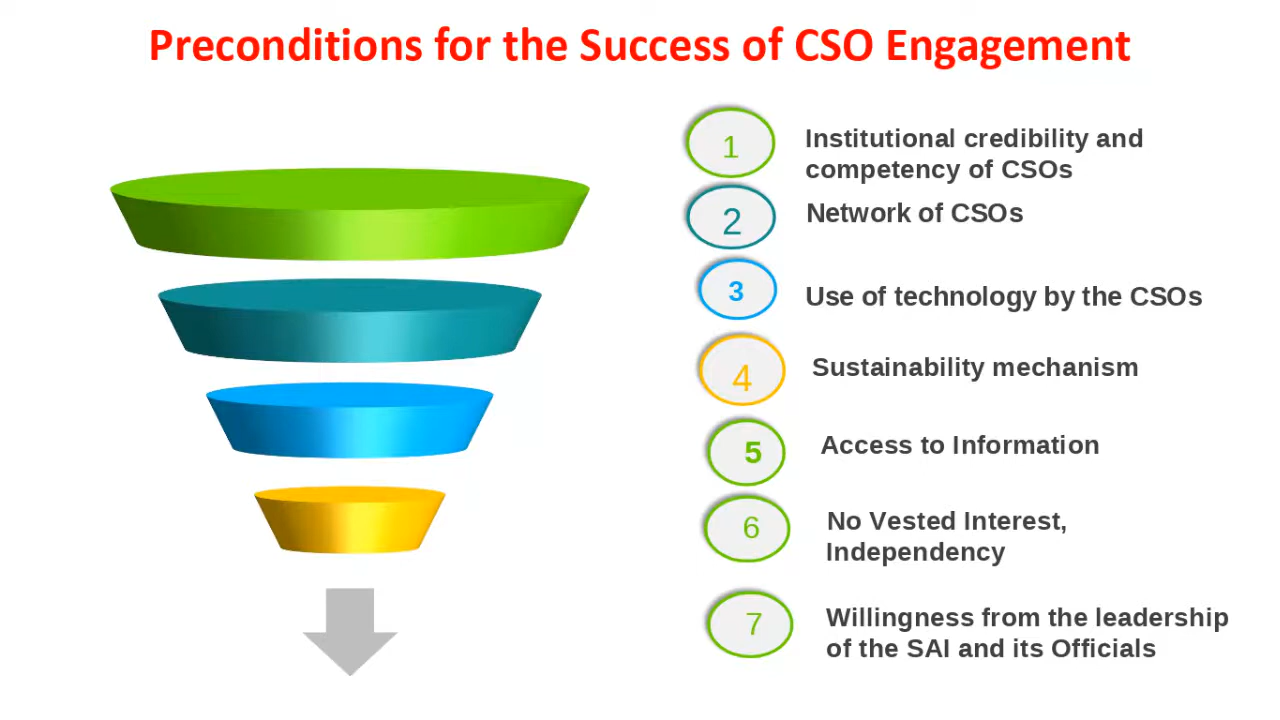 Preconditions for the Success of CSO Engagement
1
Institutional credibility and
competency of CSOs
2
Network of CSOs
3
Use of technology by the CSOs
4
Sustainability mechanism
5
Access to Information
6
No Vested Interest,
Independency
7
Willingness from the leadership
of the SAI and its Officials